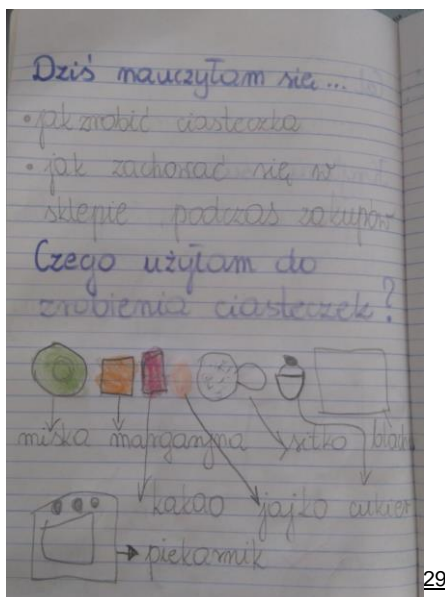 Dziś nauczyłam się...
• jak zrobić ciasteczka
• jak zachować się w
sklepie podczas zakupów
Czego użyłam do
zrobienia ciasteczek?
miska margaryna sitko blacha
kakao jajko cukier
piekarnik
29